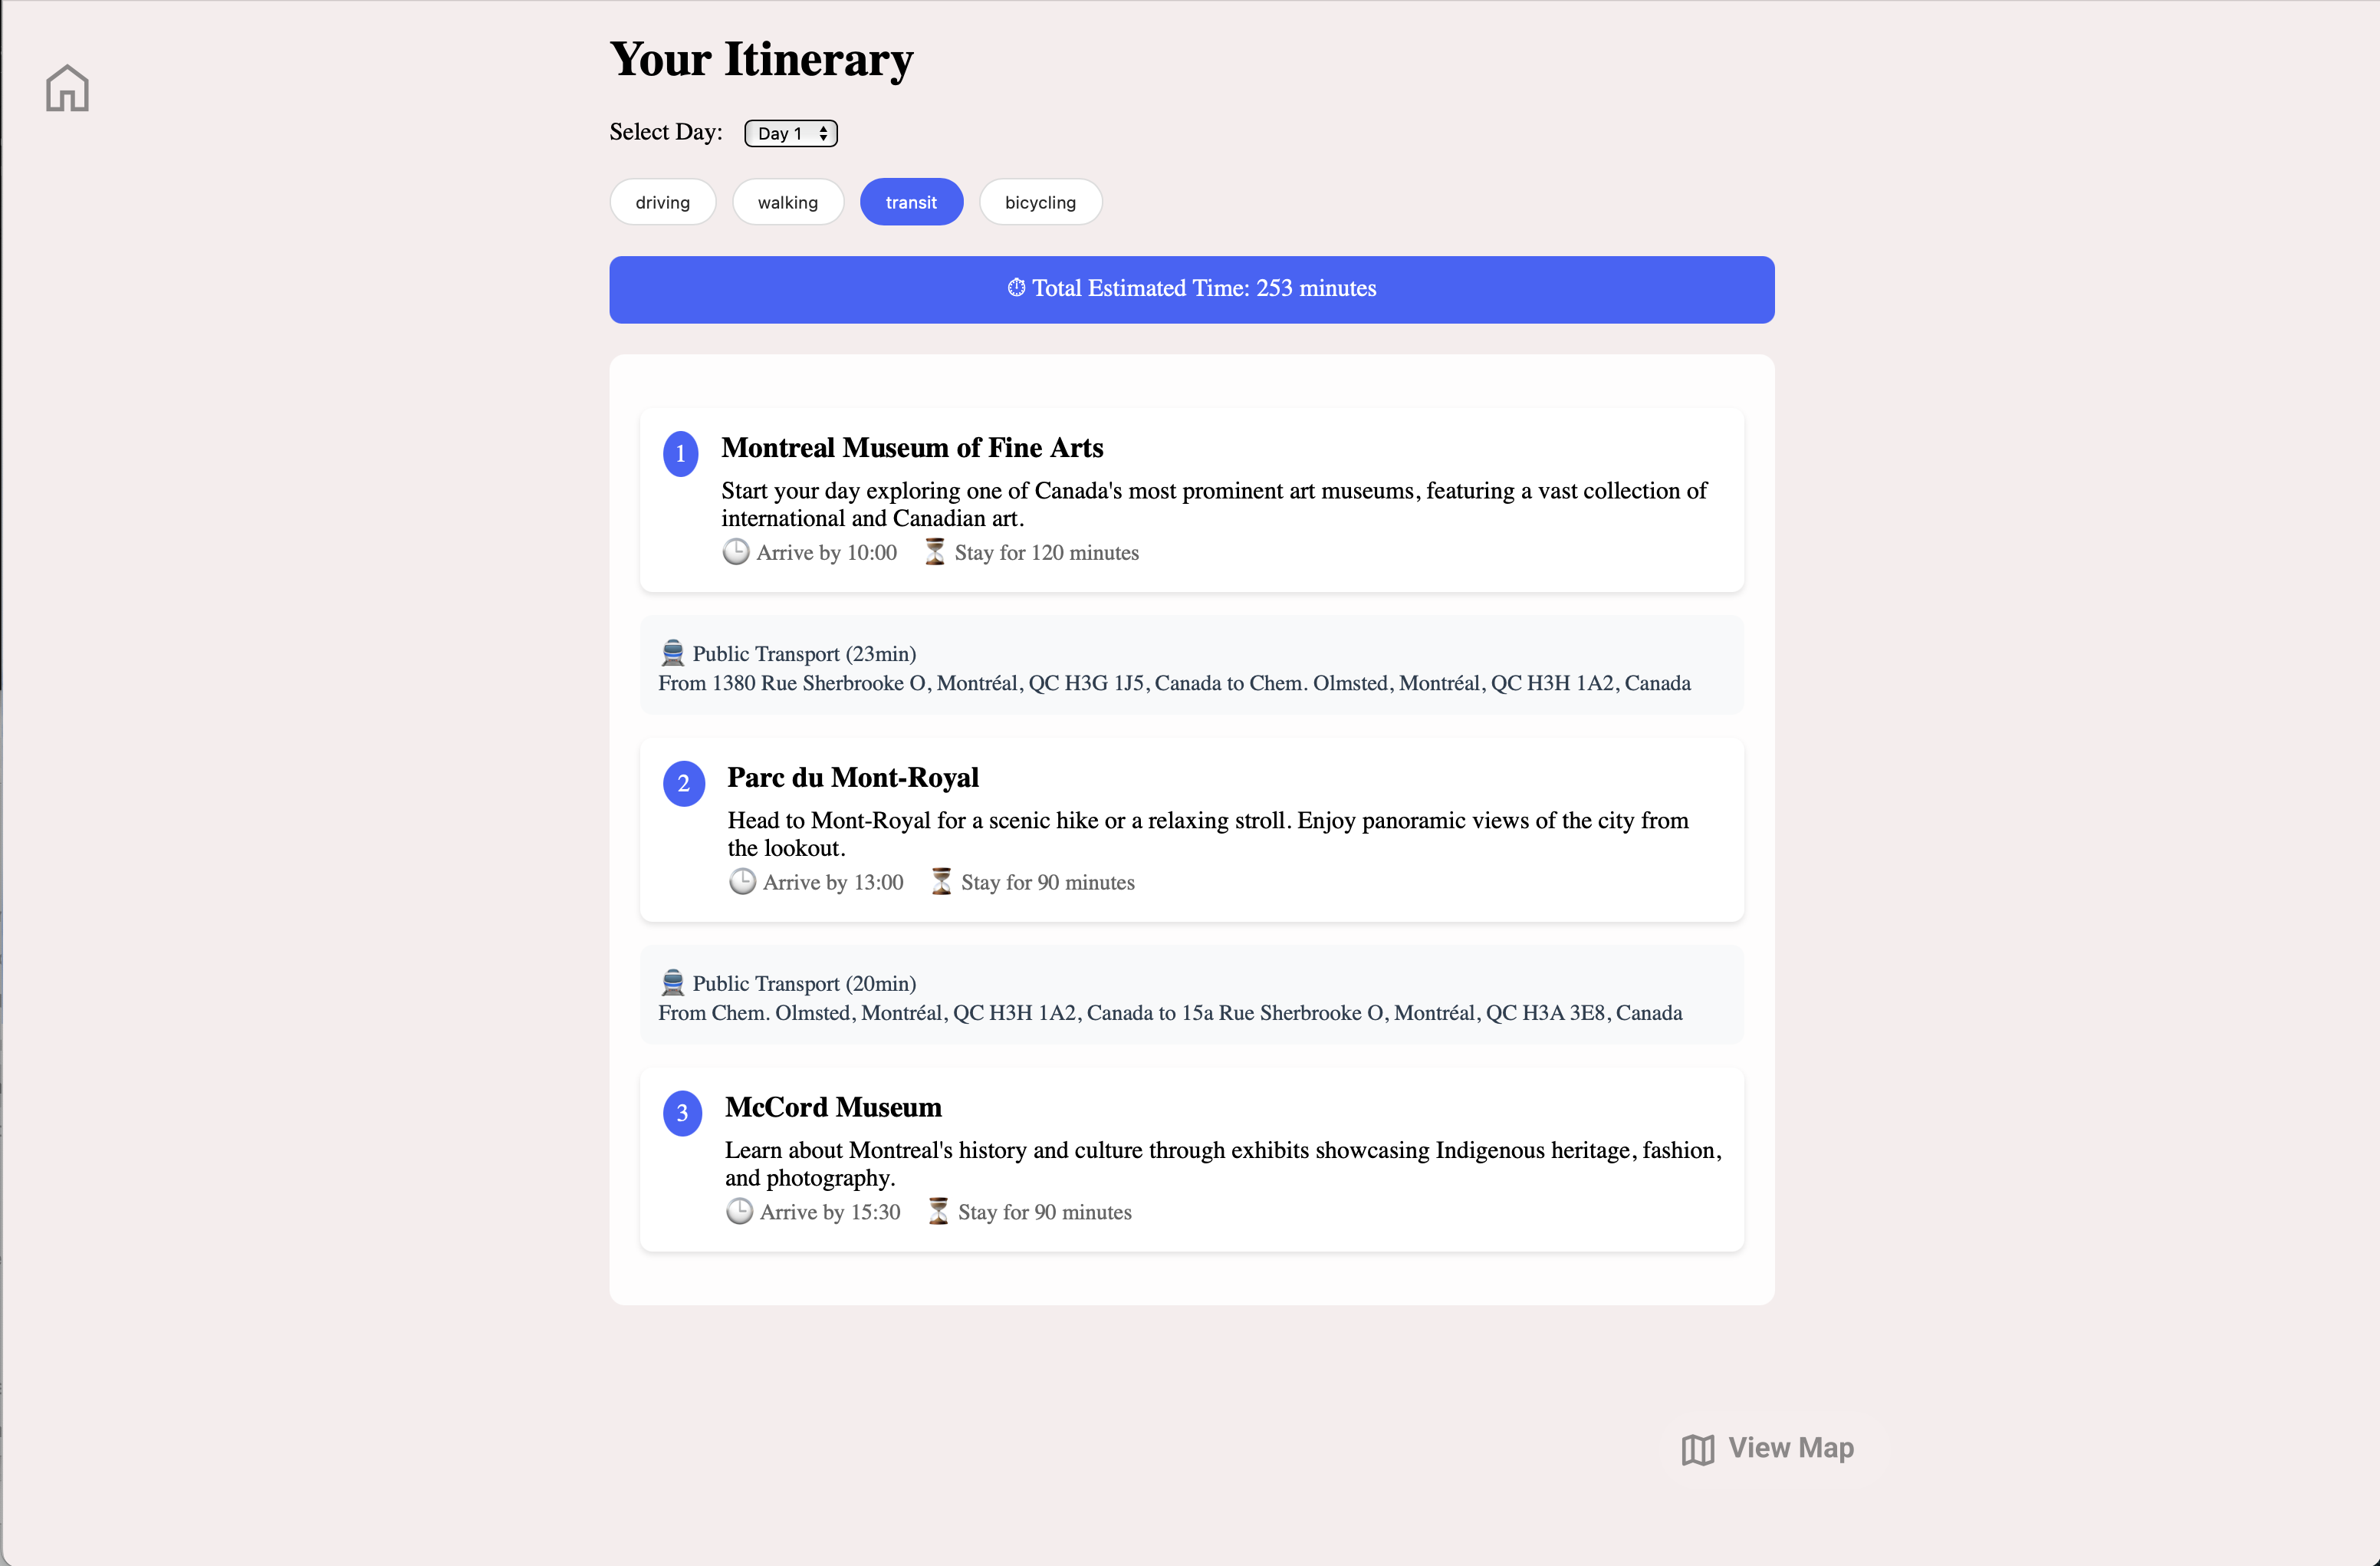 Your Itinerary
Select Day: Day 1
driving walking transit bicycling
⏱ Total Estimated Time: 253 minutes
1 Montreal Museum of Fine Arts
Start your day exploring one of Canada's most prominent art museums, featuring a vast collection of
international and Canadian art.
🕒 Arrive by 10:00 ⏳ Stay for 120 minutes
🚆 Public Transport (23min)
From 1380 Rue Sherbrooke O, Montréal, QC H3G 1J5, Canada to Chem. Olmsted, Montréal, QC H3H 1A2, Canada
2 Parc du Mont-Royal
Head to Mont-Royal for a scenic hike or a relaxing stroll. Enjoy panoramic views of the city from
the lookout.
🕒 Arrive by 13:00 ⏳ Stay for 90 minutes
🚆 Public Transport (20min)
From Chem. Olmsted, Montréal, QC H3H 1A2, Canada to 15a Rue Sherbrooke O, Montréal, QC H3A 3E8, Canada
3 McCord Museum
Learn about Montreal's history and culture through exhibits showcasing Indigenous heritage, fashion,
and photography.
🕒 Arrive by 15:30 ⏳ Stay for 90 minutes
View Map